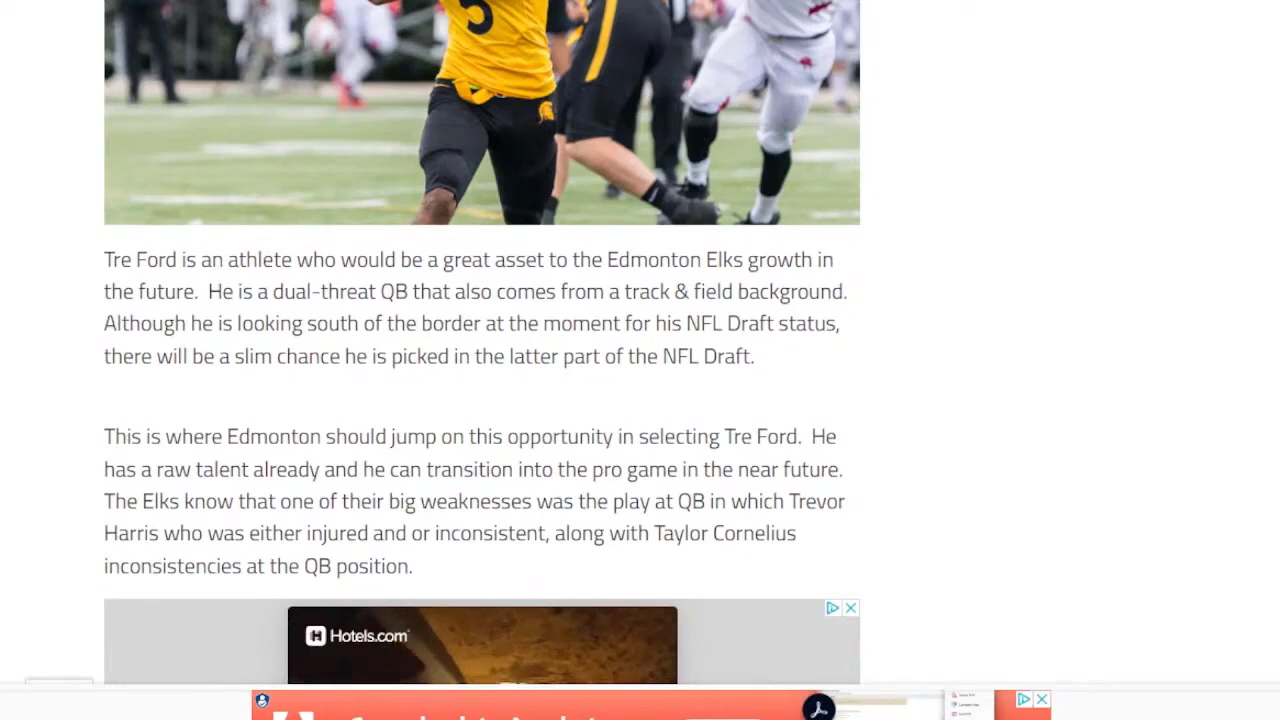 5
Tre Ford is an athlete who would be a great asset to the Edmonton Elks growth in
the future.  He is a dual-threat QB that also comes from a track & field background.
Although he is looking south of the border at the moment for his NFL Draft status,
there will be a slim chance he is picked in the latter part of the NFL Draft.
This is where Edmonton should jump on this opportunity in selecting Tre Ford.  He
has a raw talent already and he can transition into the pro game in the near future.
The Elks know that one of their big weaknesses was the play at QB in which Trevor
Harris who was either injured and or inconsistent, along with Taylor Cornelius
inconsistencies at the QB position.
Hotels.com